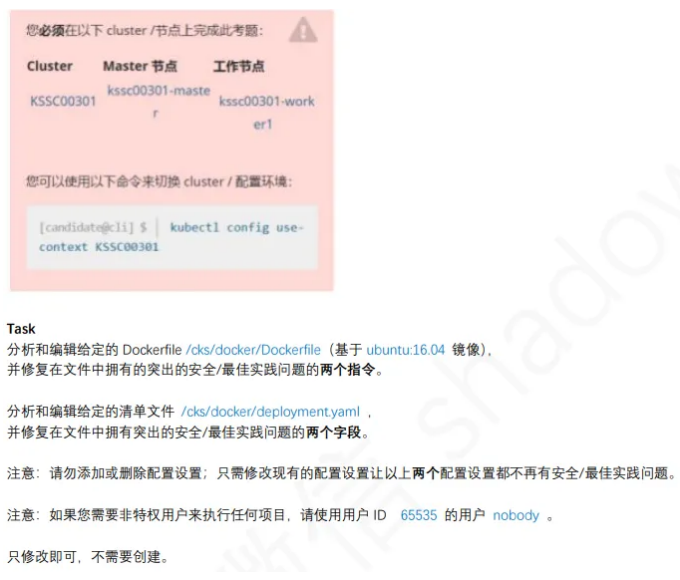 您必须在以下 cluster /节点上完成此考题：
Cluster Master 节点 工作节点
KSSC00301 kssc00301-maste kssc00301-work
r er1
您可以使用以下命令来切换 cluster / 配置环境：
[candidate@cli] $ | kubectl config use-
context KSSC00301
Task
分析和编辑给定的 Dockerfile /cks/docker/Dockerfile（基于 ubuntu:16.04 镜像），
并修复在文件中拥有的突出的安全/最佳实践问题的两个指令。
分析和编辑给定的清单文件 /cks/docker/deployment.yaml ，
并修复在文件中拥有突出的安全/最佳实践问题的两个字段。
注意：请勿添加或删除配置设置；只需修改现有的配置设置让以上两个配置设置都不再有安全/最佳实践问题。
注意：如果您需要非特权用户来执行任何项目，请使用用户 ID 65535 的用户 nobody 。
只修改即可，不需要创建。
微信 shadow